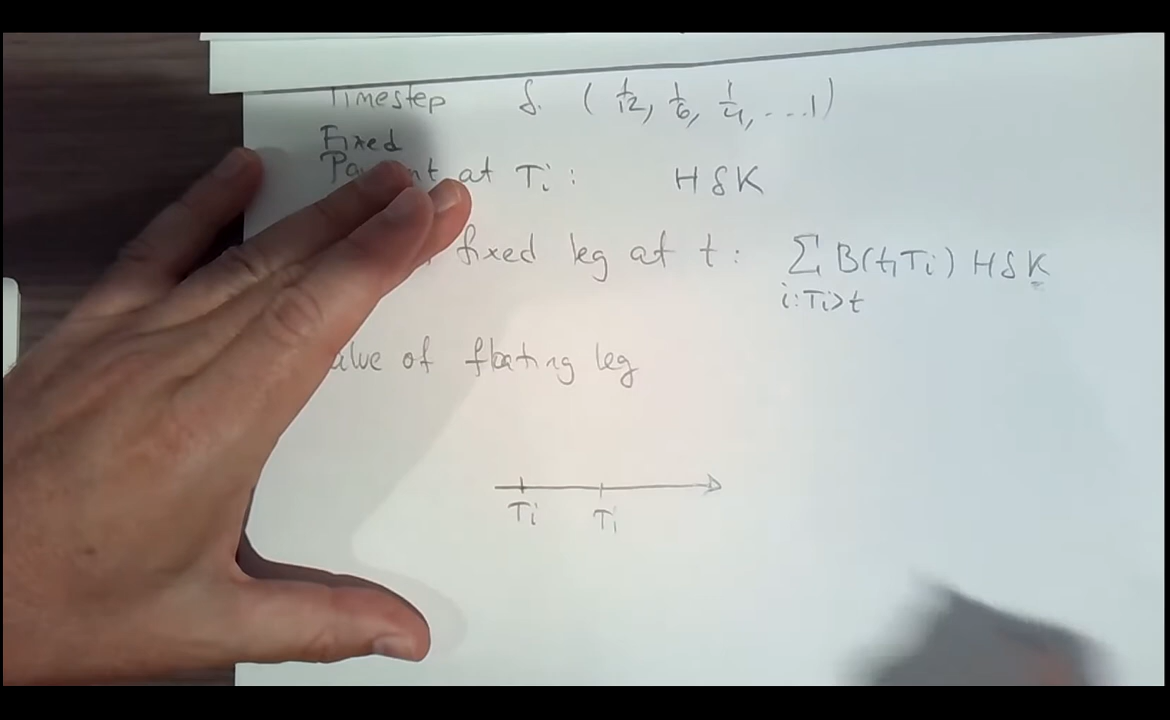 Timestep δ. (1/12, 1/6, 1/4, ...1)
Fixed
at Ti : HδK
fixed leg at t : ∑ B(t,Ti) HδK
i:Ti>t
alue of floating leg
Ti Ti